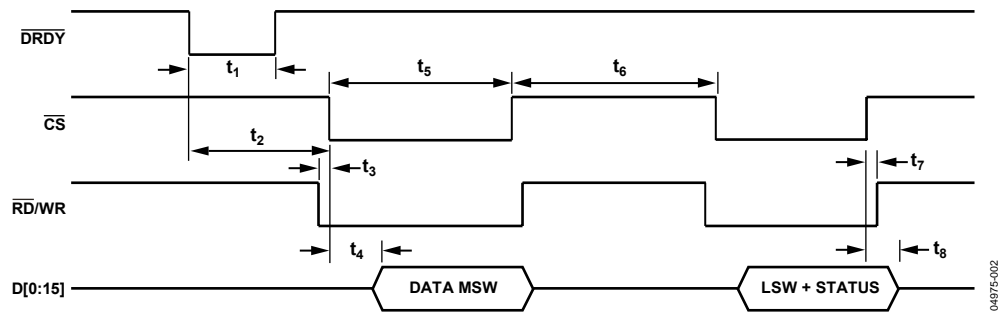 DRDY
t1
t5
t6
CS
t2
t3
t7
RD/WR
t4
t8
D[0:15]
DATA MSW
LSW + STATUS
04975-002